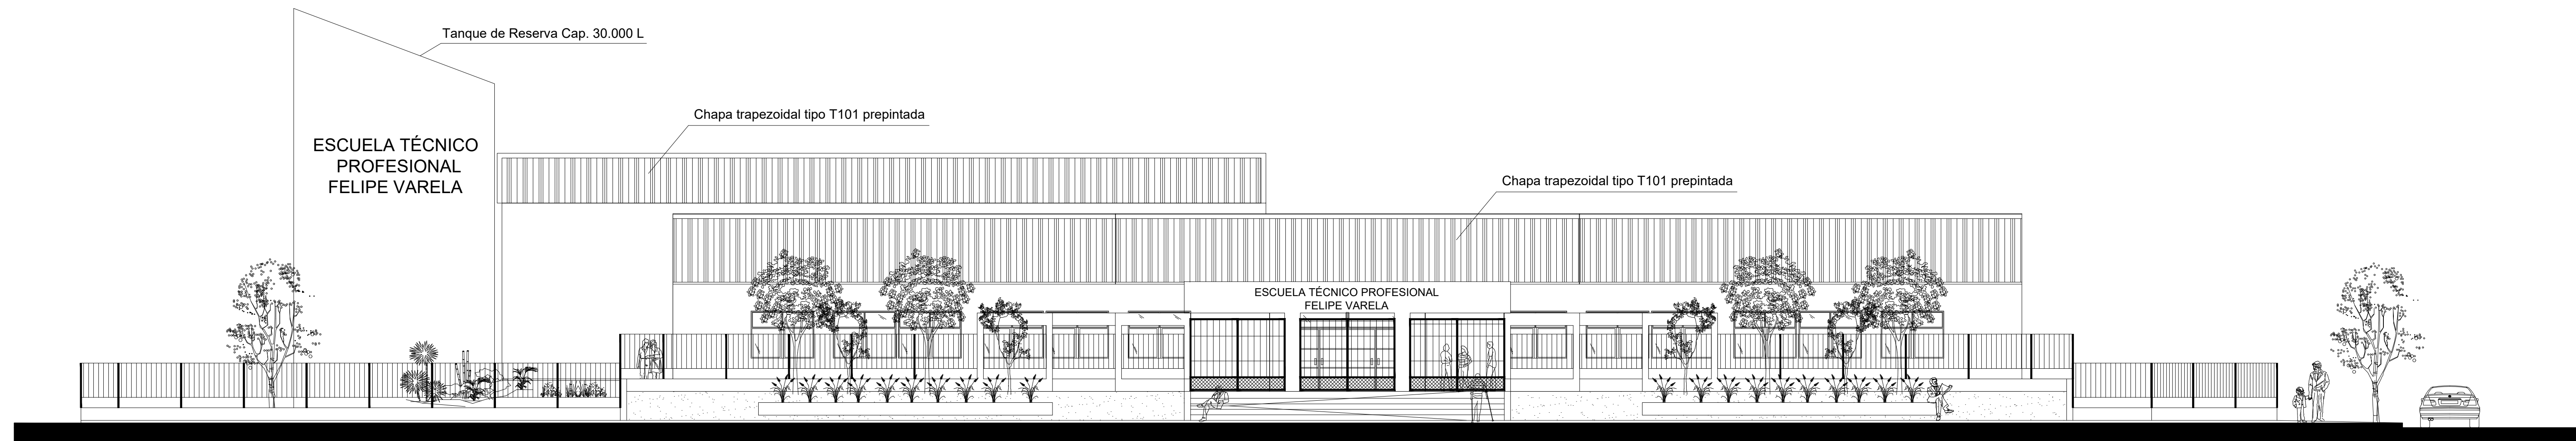 Tanque de Reserva Cap. 30.000 L
Chapa trapezoidal tipo T101 prepintada
ESCUELA TÉCNICO
PROFESIONAL
FELIPE VARELA
Chapa trapezoidal tipo T101 prepintada
ESCUELA TÉCNICO PROFESIONAL
FELIPE VARELA